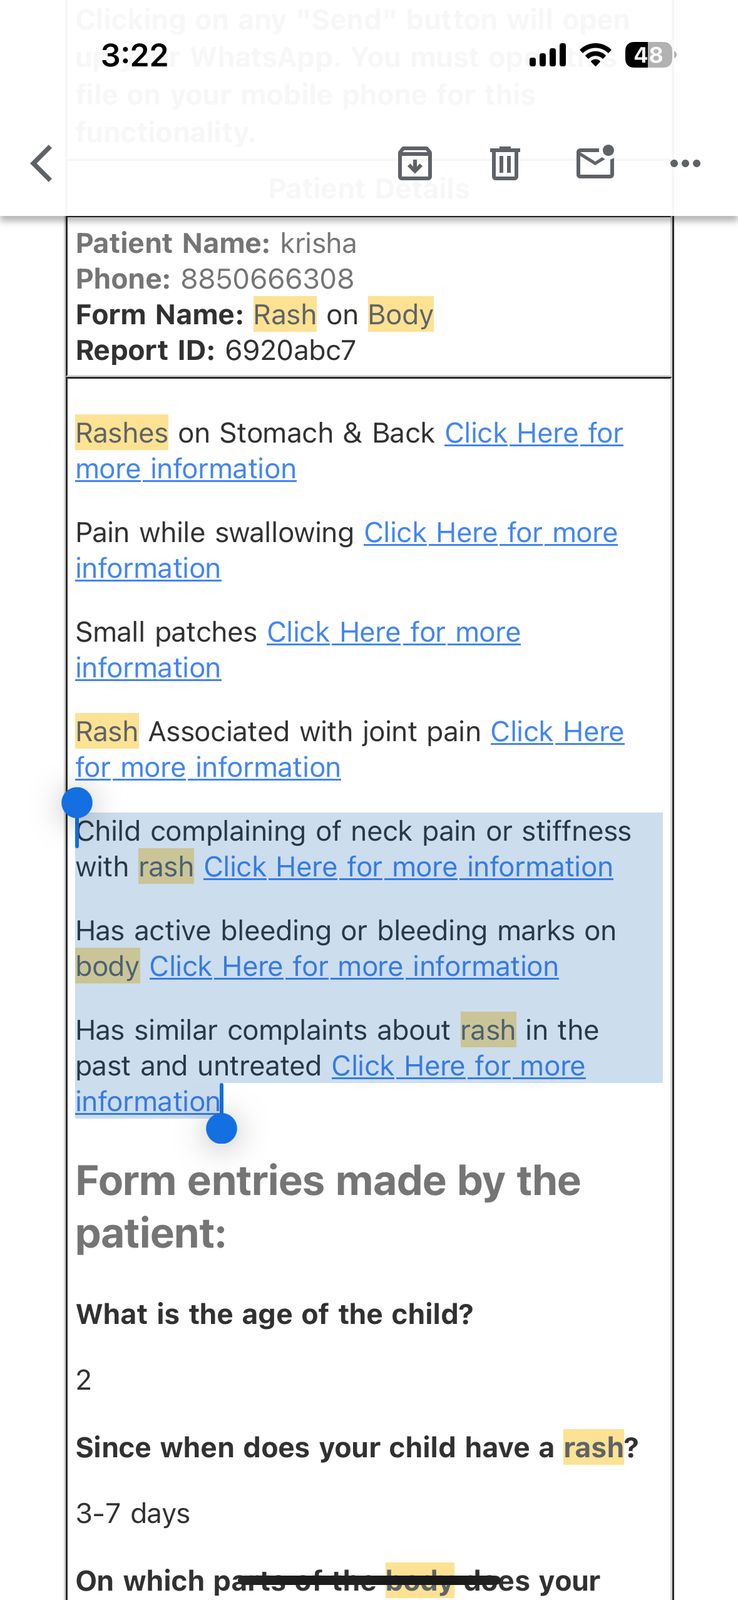 Clicking on any "Send" button will open
3:22
48
up your WhatsApp. You must open this
file on your mobile phone for this
functionality.
Patient Details
Patient Name: krisha
Phone: 8850666308
Form Name: Rash on Body
Report ID: 6920abc7
Rashes on Stomach & Back Click Here for
more information
Pain while swallowing Click Here for more
information
Small patches Click Here for more
information
Rash Associated with joint pain Click Here
for more information
Child complaining of neck pain or stiffness
with rash Click Here for more information
Has active bleeding or bleeding marks on
body Click Here for more information
Has similar complaints about rash in the
past and untreated Click Here for more
information
Form entries made by the
patient:
What is the age of the child?
2
Since when does your child have a rash?
3-7 days
On which parts of the body does your